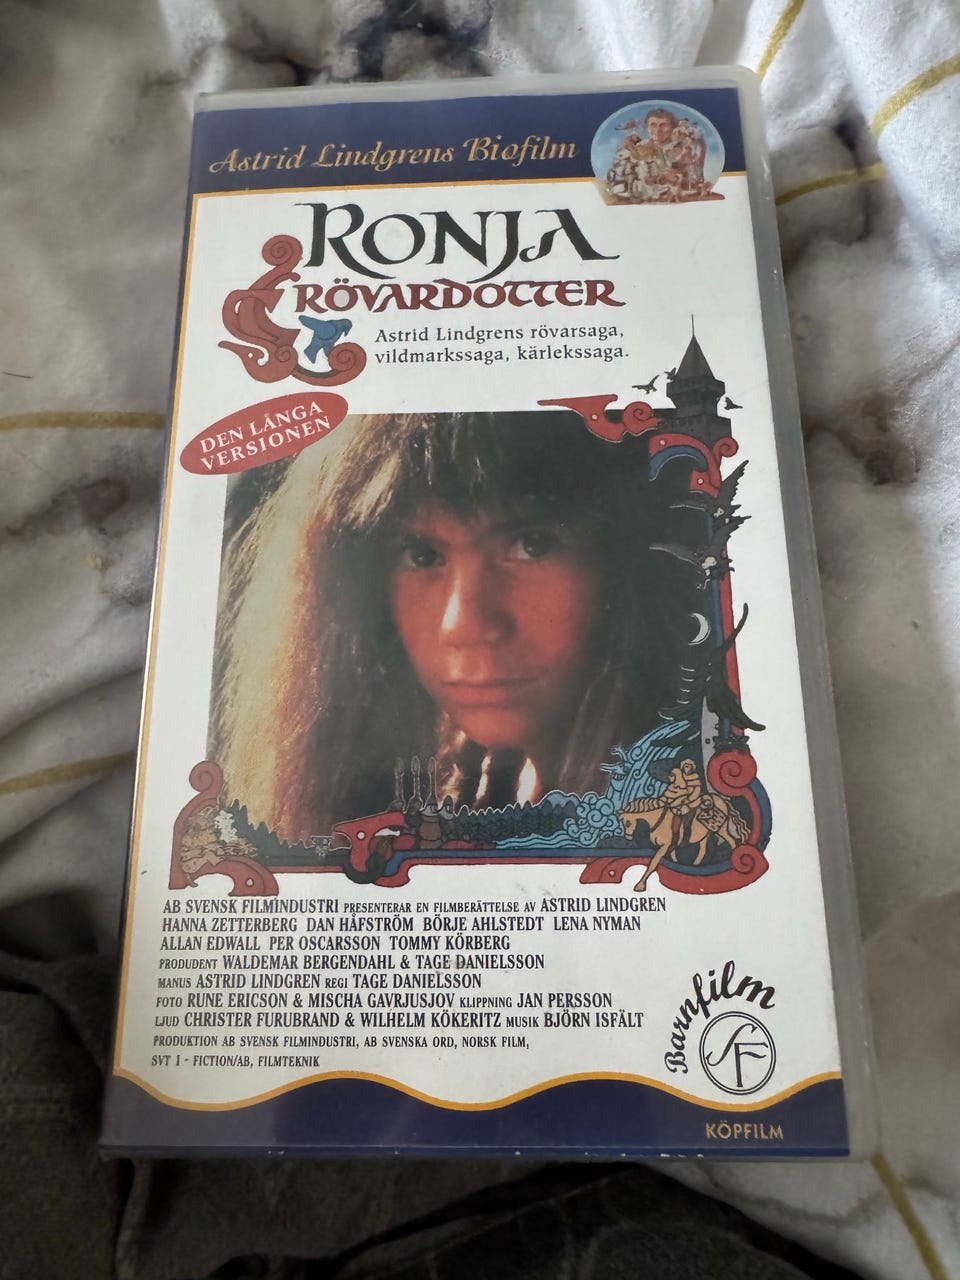 Astrid Lindgrens Biofilm
RONJA
RÖVARDOTTER
Astrid Lindgrens rövarsaga,
vildmarkssaga, kärlekssaga.
DEN LÅNGA
VERSIONEN
AB SVENSK FILMINDUSTRI PRESENTERAR EN FILMBERÄTTELSE AV ASTRID LINDGREN
HANNA ZETTERBERG DAN HÅFSTRÖM BÖRJE AHLSTEDT LENA NYMAN
ALLAN EDWALL PER OSCARSSON TOMMY KÖRBERG
PRODUDENT WALDEMAR BERGENDAHL & TAGE DANIELSSON
MANUS ASTRID LINDGREN REGI TAGE DANIELSSON
FOTO RUNE ERICSON & MISCHA GAVRJUSJOV KLIPPNING JAN PERSSON
LJUD CHRISTER FURUBRAND & WILHELM KÖKERITZ MUSIK BJÖRN ISFÄLT
PRODUKTION AB SVENSK FILMINDUSTRI, AB SVENSKA ORD, NORSK FILM,
SVT 1 - FICTION/AB, FILMTEKNIK
Barnfilm
SF
KÖPFILM